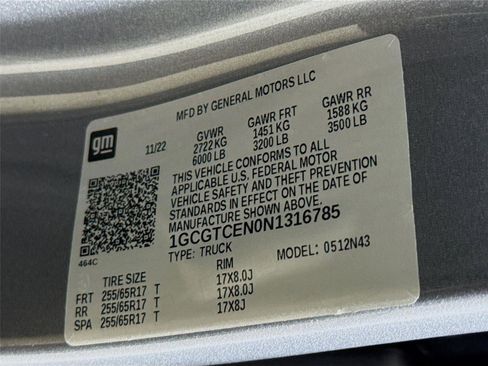 MFD BY GENERAL MOTORS LLC
gm
11/22 GVWR GAWR FRT GAWR RR
2722 KG 1451 KG 1588 KG
6000 LB 3200 LB 3500 LB
THIS VEHICLE CONFORMS TO ALL
APPLICABLE U.S. FEDERAL MOTOR
VEHICLE SAFETY AND THEFT PREVENTION
STANDARDS IN EFFECT ON THE DATE OF
MANUFACTURE SHOWN ABOVE.
1GCGTCEN0N1316785
464C TYPE: TRUCK MODEL: 0512N43
TIRE SIZE RIM
FRT 255/65R17 T 17X8.0J
RR 255/65R17 T 17X8.0J
SPA 255/65R17 T 17X8J